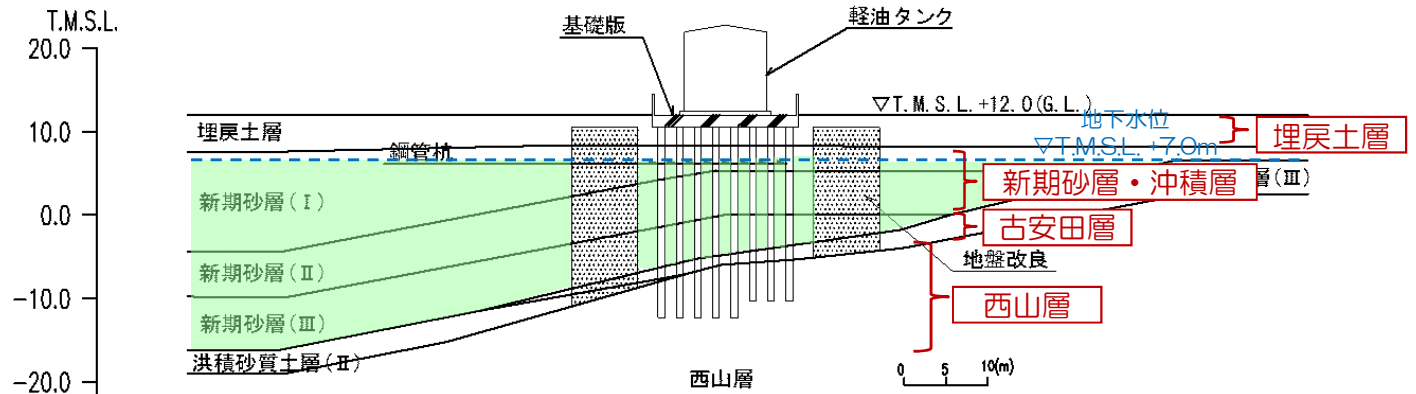 T.M.S.L.
20.0
10.0
0.0
-10.0
-20.0
基礎版
軽油タンク
▽T.M.S.L.+12.0(G.L.)
地下水位
▽T.M.S.L.+7.0m
埋戻土層
埋戻土層
鋼管杭
新期砂層・沖積層
層(Ⅲ)
新期砂層(Ⅰ)
古安田層
地盤改良
新期砂層(Ⅱ)
西山層
新期砂層(Ⅲ)
洪積砂質土層(Ⅱ)
西山層
0 5 10(m)